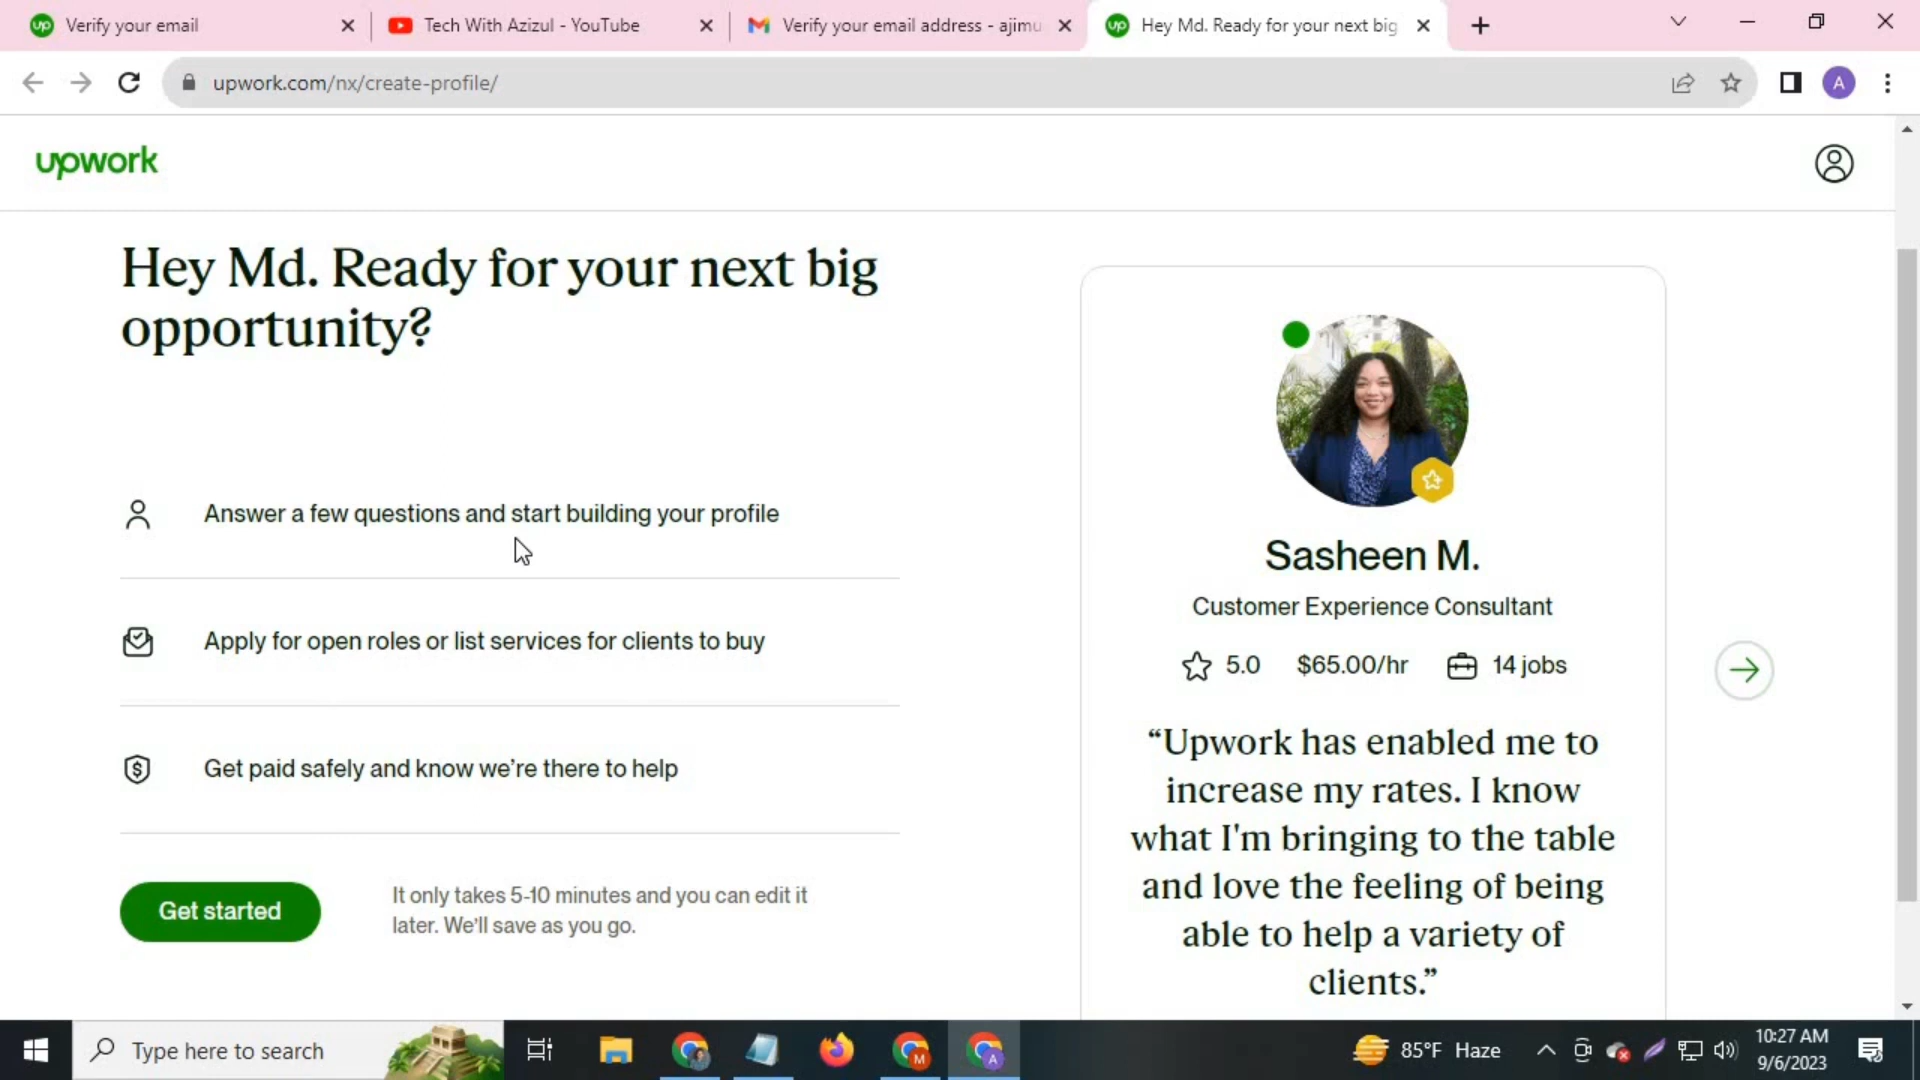 Verify your email
Tech With Azizul - YouTube
Verify your email address - ajimu
Hey Md. Ready for your next big
upwork.com/nx/create-profile/
A
upwork
Hey Md. Ready for your next big
opportunity?
Answer a few questions and start building your profile
Apply for open roles or list services for clients to buy
Get paid safely and know we’re there to help
Get started
It only takes 5-10 minutes and you can edit it
later. We’ll save as you go.
Sasheen M.
Customer Experience Consultant
5.0 $65.00/hr 14 jobs
“Upwork has enabled me to
increase my rates. I know
what I'm bringing to the table
and love the feeling of being
able to help a variety of
clients.”
Type here to search
M
A
85°F Haze
10:27 AM
9/6/2023